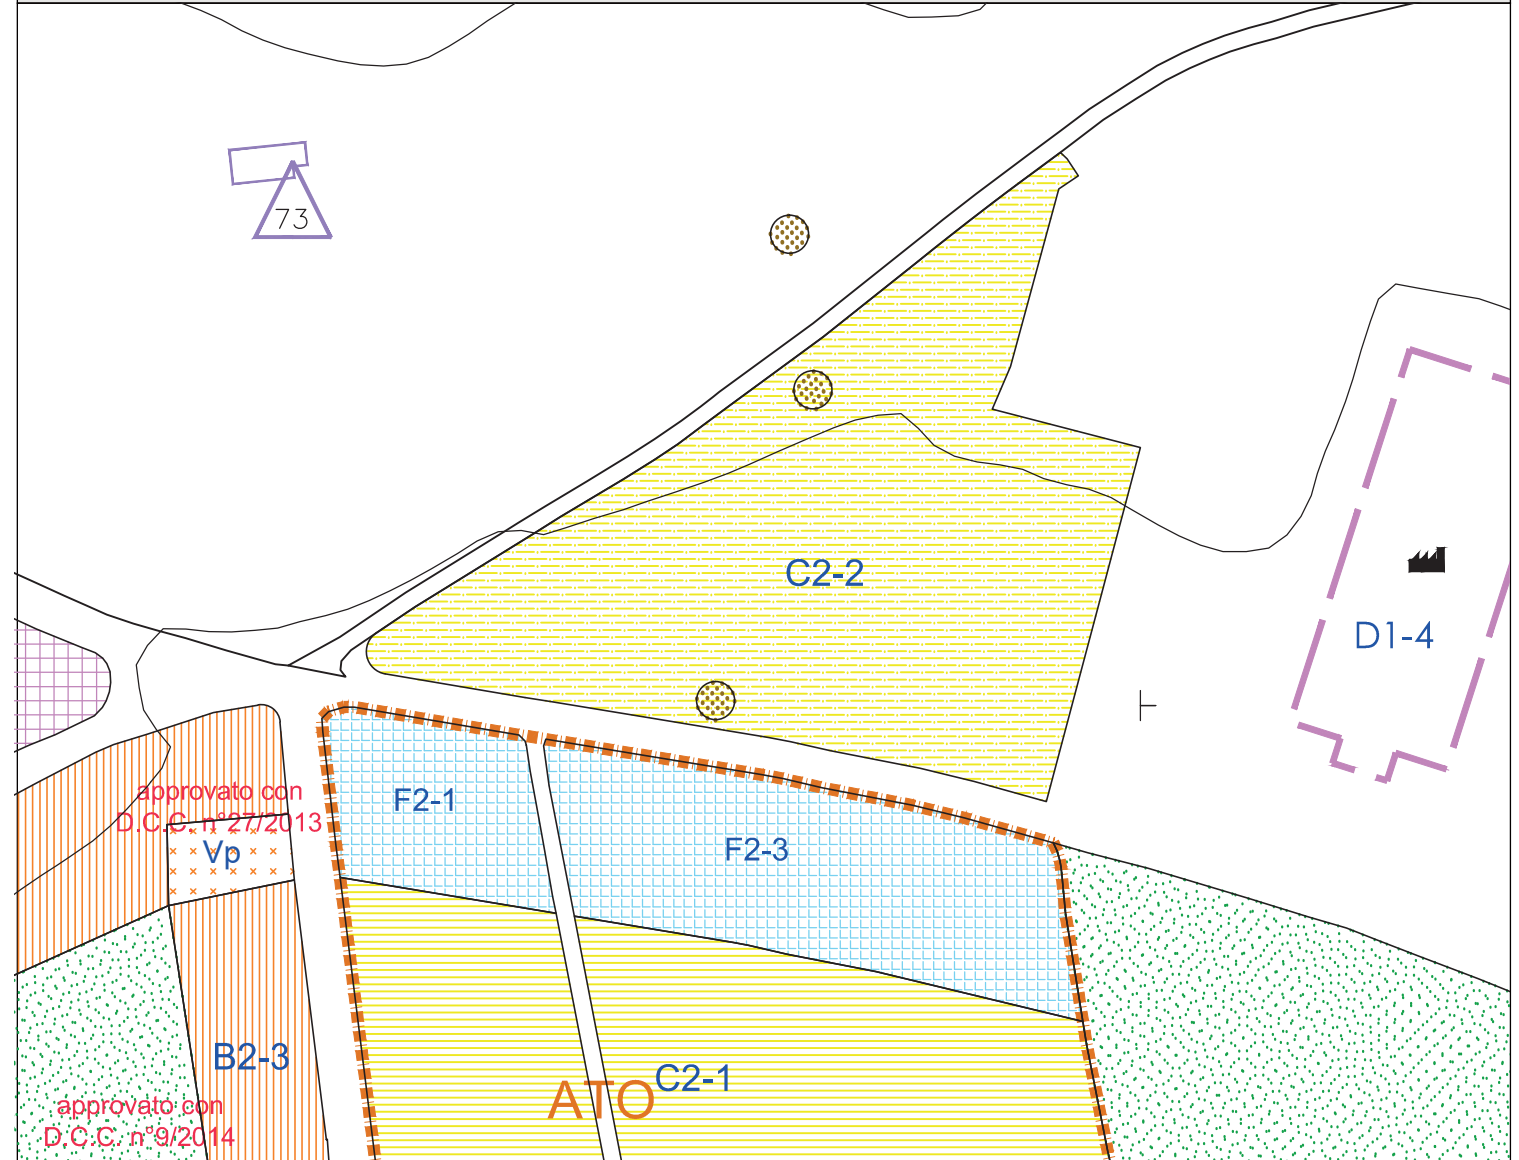 73
C2-2
D1-4
approvato con
D.C.C. n°27/2013
F2-1
Vp
F2-3
B2-3
C2-1
ATO
approvato con
D.C.C. n°9/2014